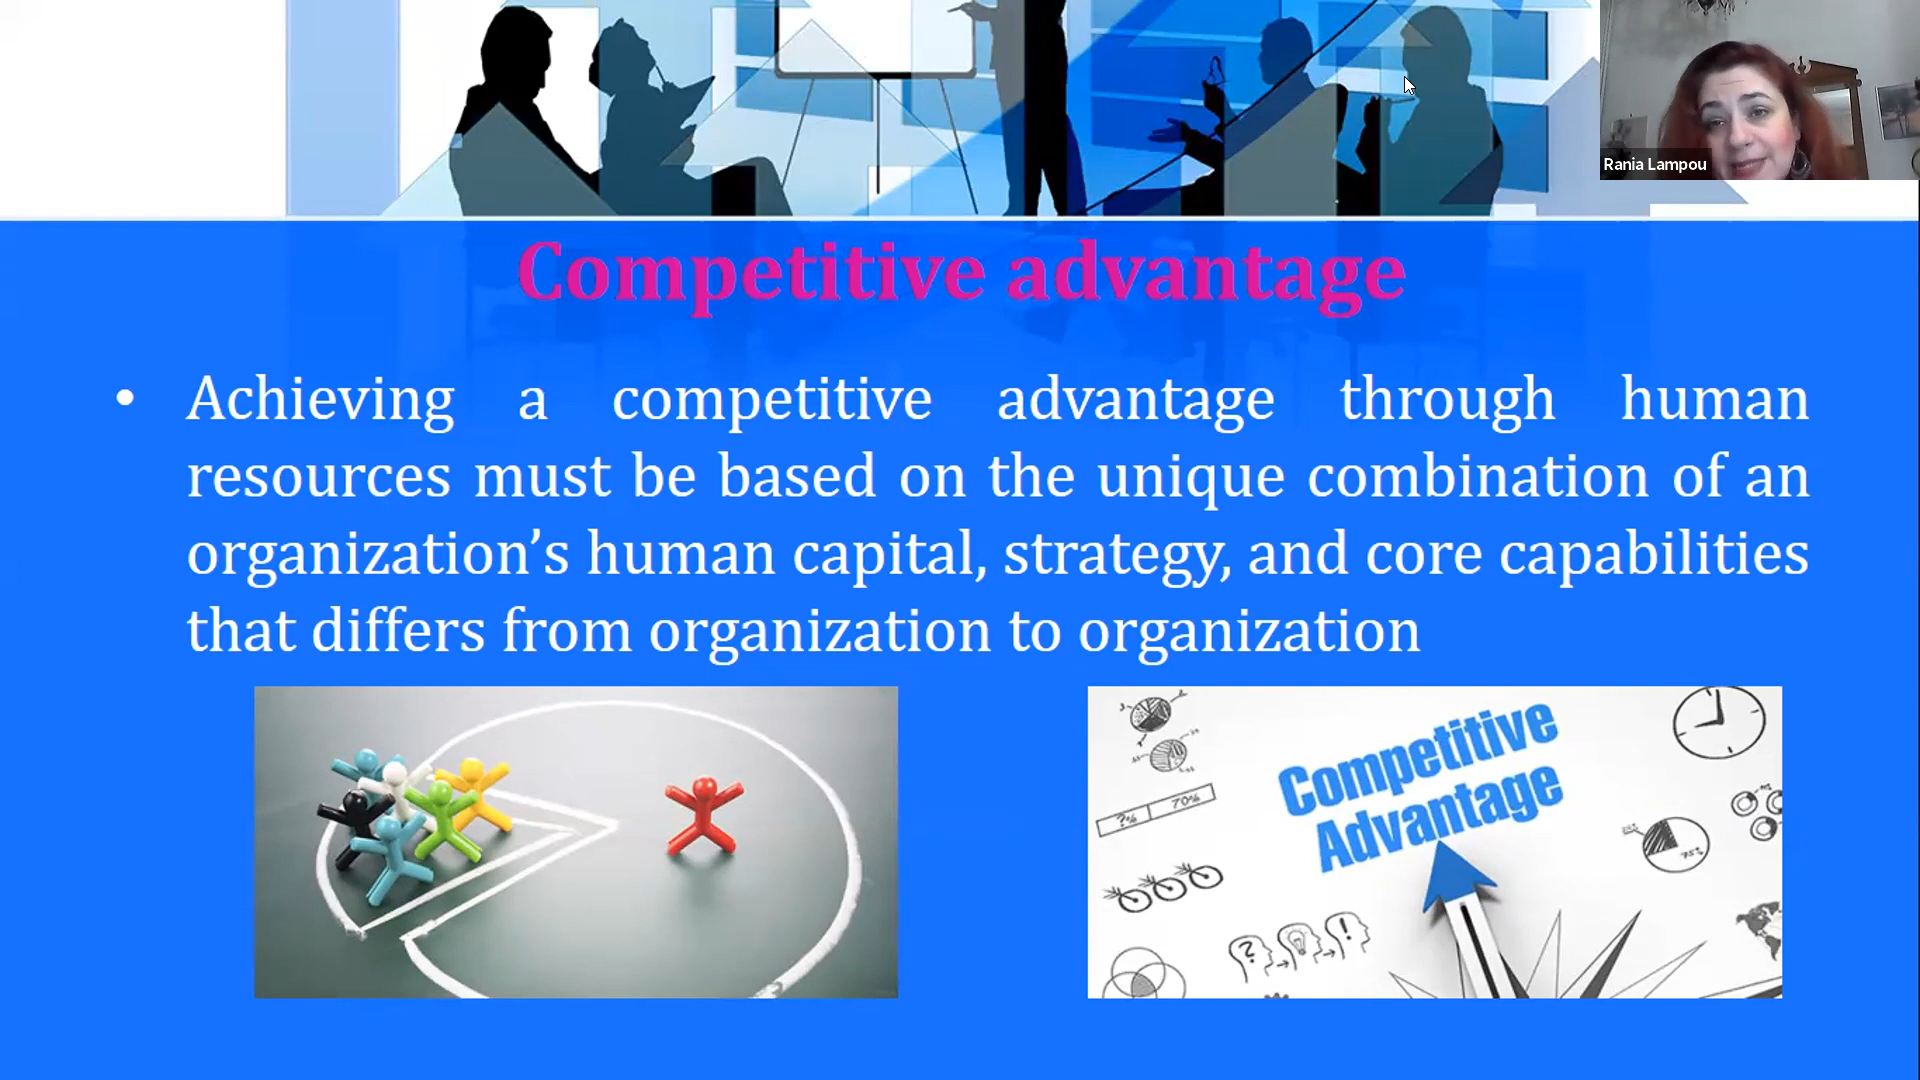 Rania Lampou
Competitive advantage
• Achieving a competitive advantage through human
resources must be based on the unique combination of an
organization’s human capital, strategy, and core capabilities
that differs from organization to organization
Competitive
Advantage
?% 70%
75%
? !